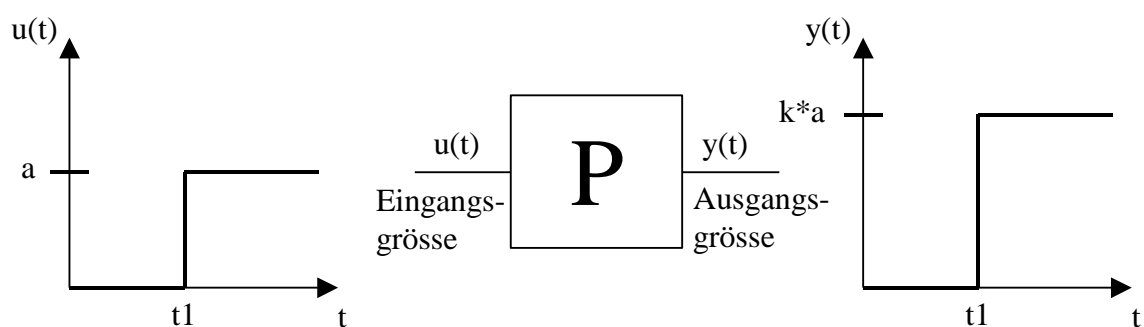 u(t)
a
t1
t
u(t)
Eingangs-
grösse
P
y(t)
Ausgangs-
grösse
y(t)
k*a
t1
t